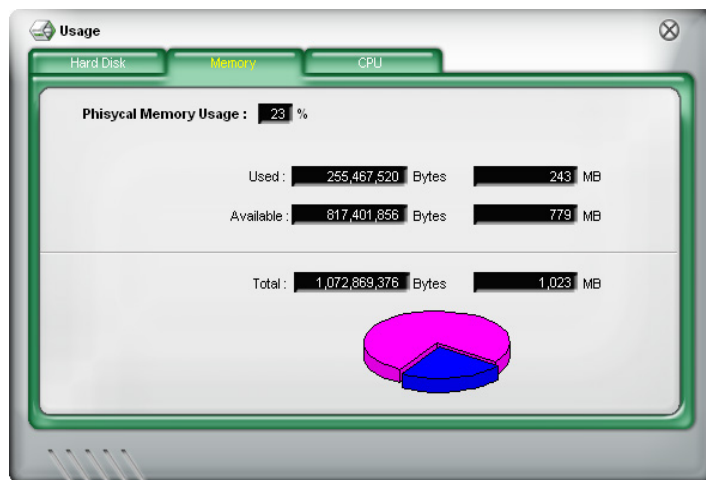 Usage
Hard Disk Memory CPU
Phisycal Memory Usage : 23 %
Used : 255,467,520 Bytes 243 MB
Available : 817,401,856 Bytes 779 MB
Total : 1,072,869,376 Bytes 1,023 MB